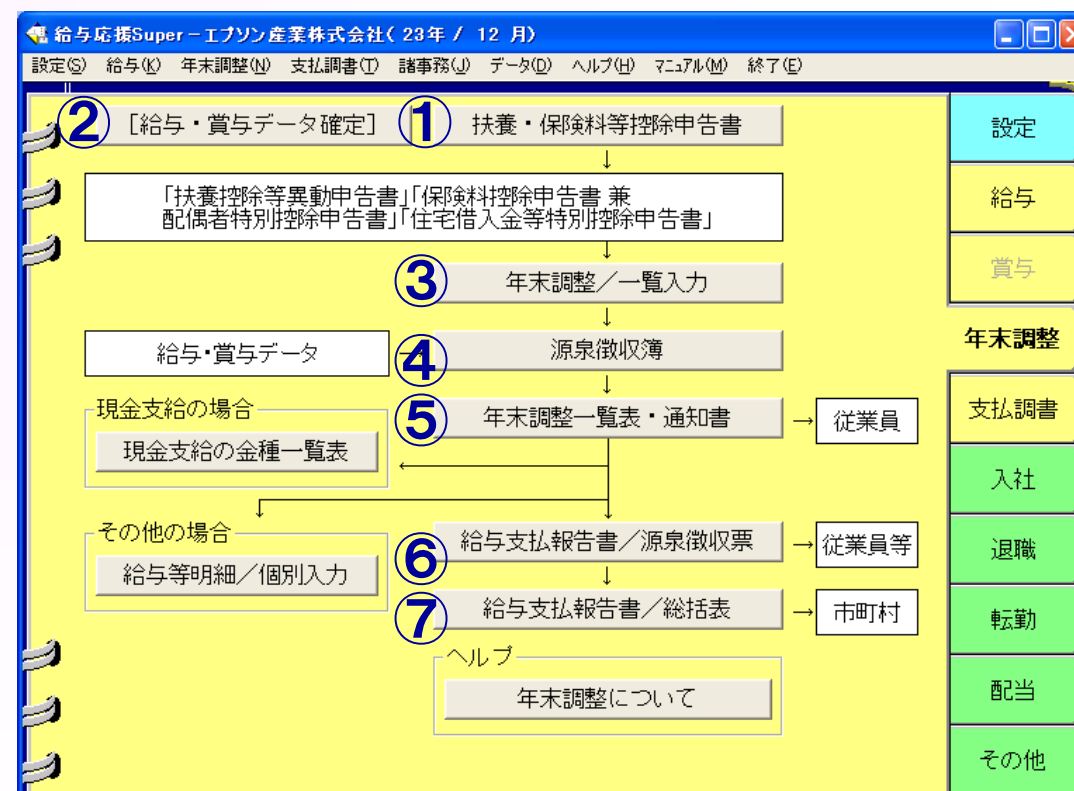 給与応援Super－エプソン産業株式会社( 23年 / 12 月)
設定(S) 給与(K) 年末調整(N) 支払調書(T) 諸事務(J) データ(D) ヘルプ(H) マニュアル(M) 終了(E)
② [給与・賞与データ確定] ① 扶養・保険料等控除申告書
↓
「扶養控除等異動申告書」「保険料控除申告書 兼
配偶者特別控除申告書」「住宅借入金等特別控除申告書」
↓
③ 年末調整／一覧入力
↓
給与・賞与データ → ④ 源泉徴収簿
↓
現金支給の場合
⑤ 年末調整一覧表・通知書 → 従業員
現金支給の金種一覧表
←
↓ ↓
その他の場合
⑥ 給与支払報告書／源泉徴収票 → 従業員等
給与等明細／個別入力
↓
⑦ 給与支払報告書／総括表 → 市町村
ヘルプ
年末調整について
設定
給与
賞与
年末調整
支払調書
入社
退職
転勤
配当
その他